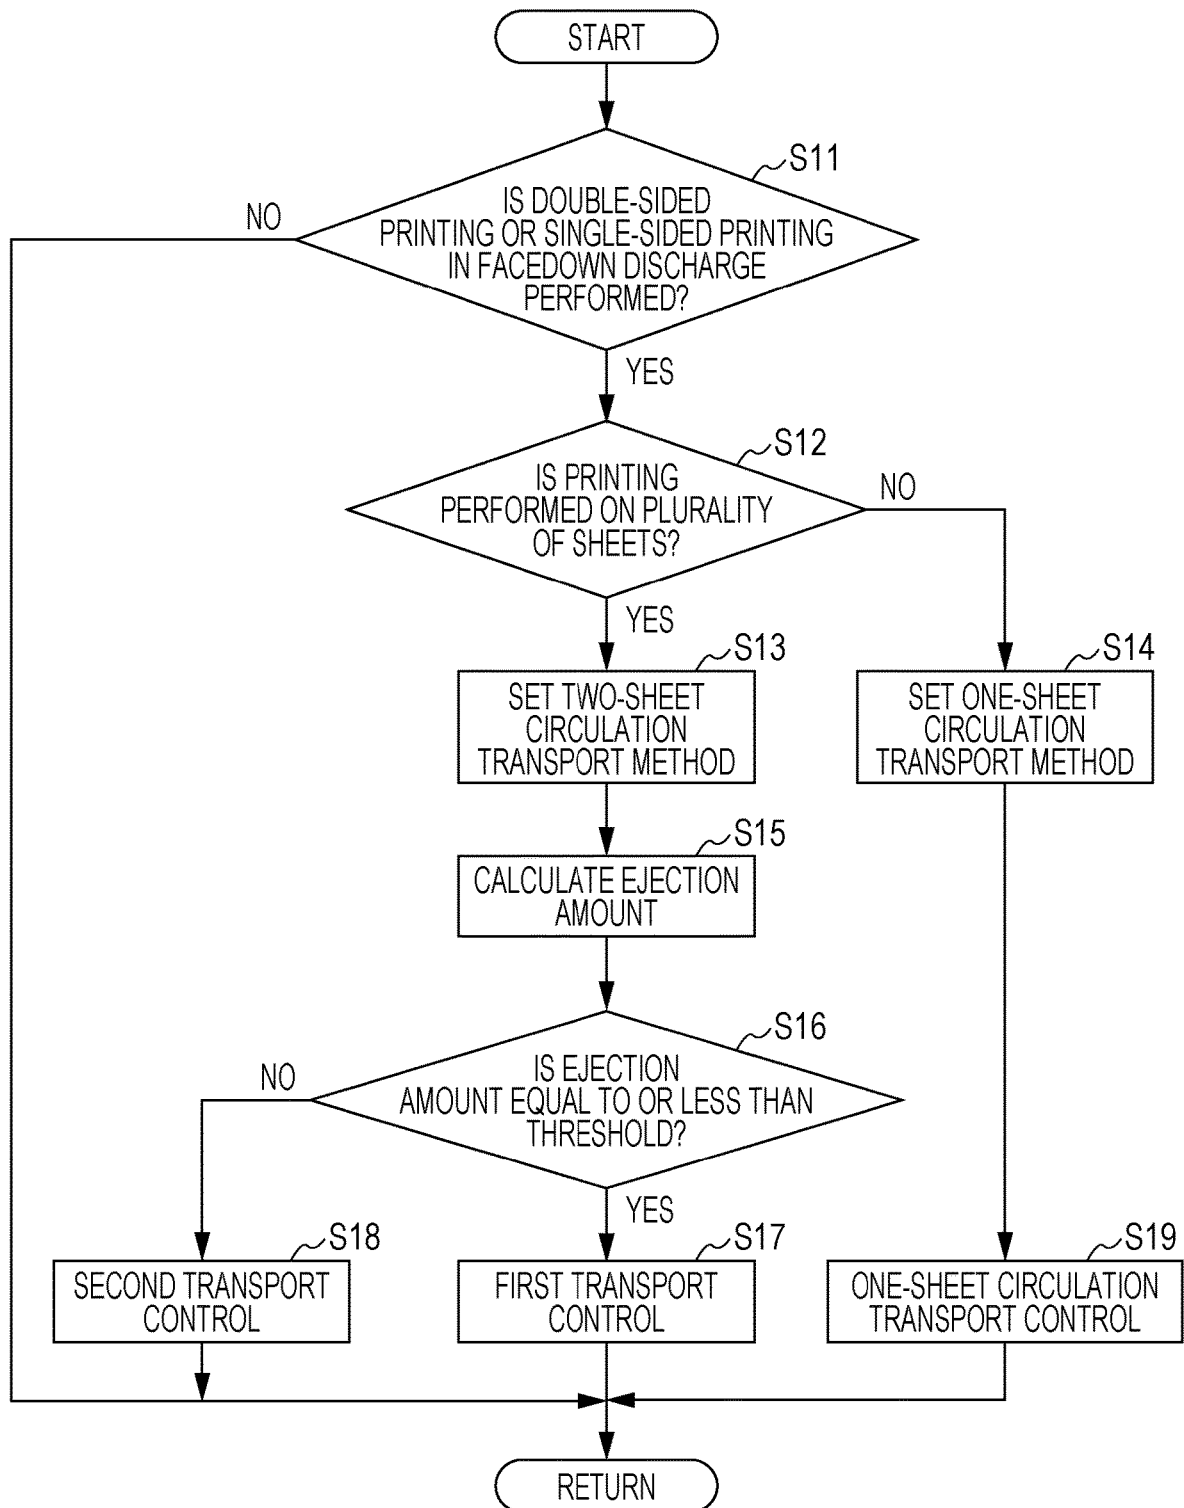 START
S11
IS DOUBLE-SIDED
PRINTING OR SINGLE-SIDED PRINTING
IN FACEDOWN DISCHARGE
PERFORMED?
NO
YES
S12
IS PRINTING
PERFORMED ON PLURALITY
OF SHEETS?
NO
YES
S13
SET TWO-SHEET
CIRCULATION
TRANSPORT METHOD
S14
SET ONE-SHEET
CIRCULATION
TRANSPORT METHOD
S15
CALCULATE EJECTION
AMOUNT
S16
IS EJECTION
AMOUNT EQUAL TO OR LESS THAN
THRESHOLD?
NO
YES
S18
SECOND TRANSPORT
CONTROL
S17
FIRST TRANSPORT
CONTROL
S19
ONE-SHEET CIRCULATION
TRANSPORT CONTROL
RETURN